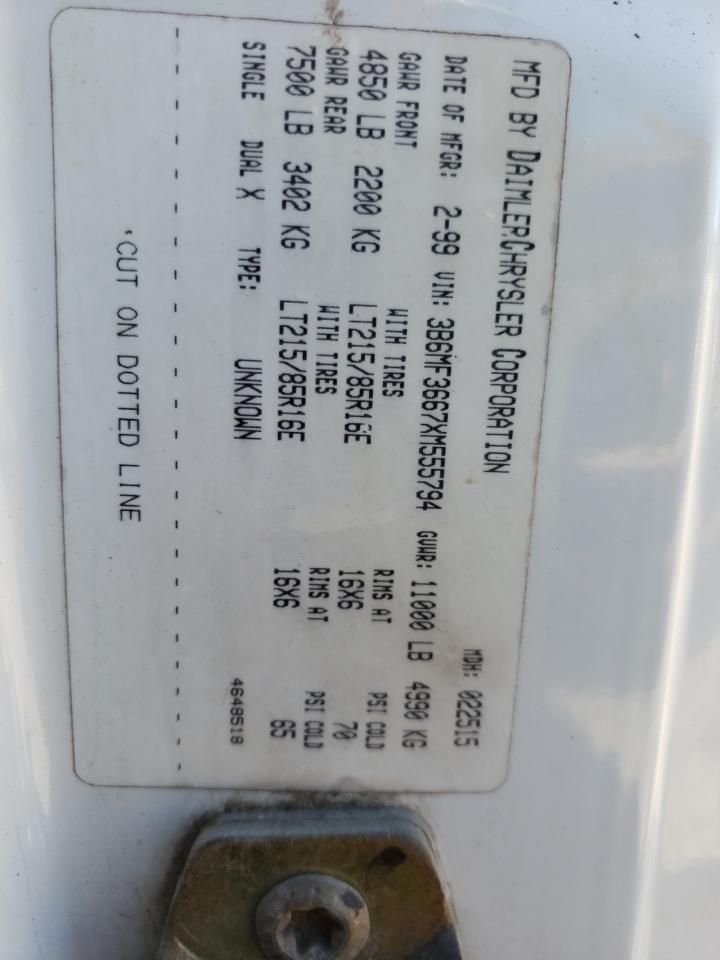 MFD BY DAIMLERCHRYSLER CORPORATION
MDH: 022515
DATE OF MFGR: 2-99 VIN: 3B6MF3667XM555794 GVWR: 11000 LB 4990 KG
GAWR FRONT WITH TIRES RIMS AT PSI COLD
4850 LB 2200 KG LT215/85R16E 16X6 70
GAWR REAR WITH TIRES RIMS AT PSI COLD
7500 LB 3402 KG LT215/85R16E 16X6 65
SINGLE DUAL X TYPE: UNKNOWN 4648518
CUT ON DOTTED LINE